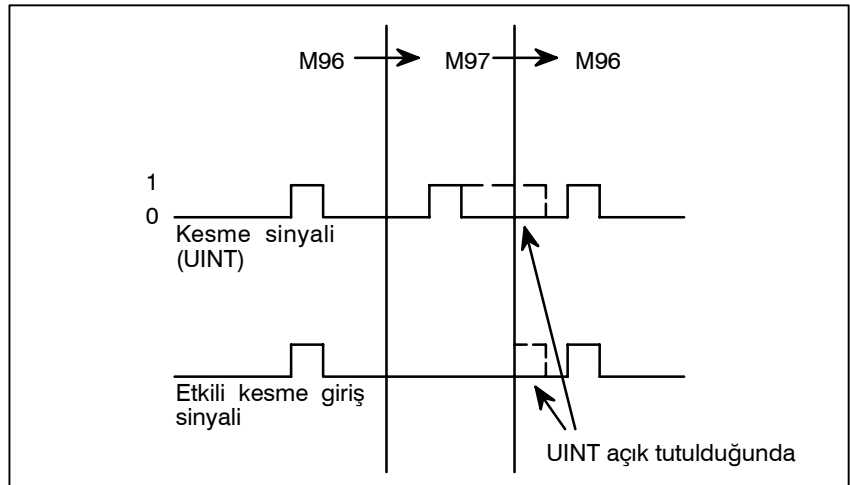 M96 M97 M96
1
0
Kesme sinyali
(UINT)
Etkili kesme giriş
sinyali
UINT açık tutulduğunda